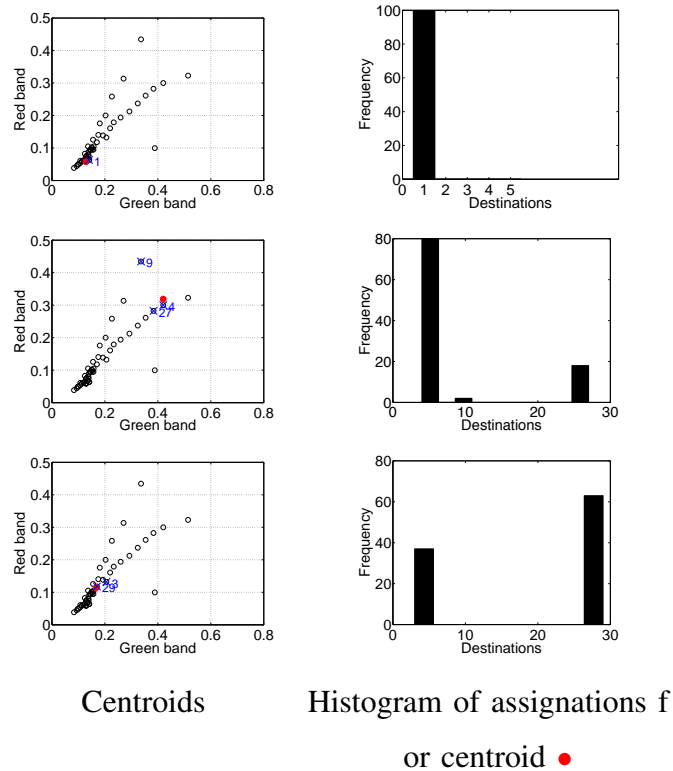 0.5
0.4
0.3
0.2
0.1
0
0 0.2 0.4 0.6 0.8
Red band
Green band
1
100
80
60
40
20
0
0 1 2 3 4 5
Frequency
Destinations
0.5
0.4
0.3
0.2
0.1
0
0 0.2 0.4 0.6 0.8
Red band
Green band
9
4
27
80
60
40
20
0
0 10 20 30
Frequency
Destinations
0.5
0.4
0.3
0.2
0.1
0
0 0.2 0.4 0.6 0.8
Red band
Green band
3
29
80
60
40
20
0
0 10 20 30
Frequency
Destinations
Centroids
Histogram of assignations f
or centroid